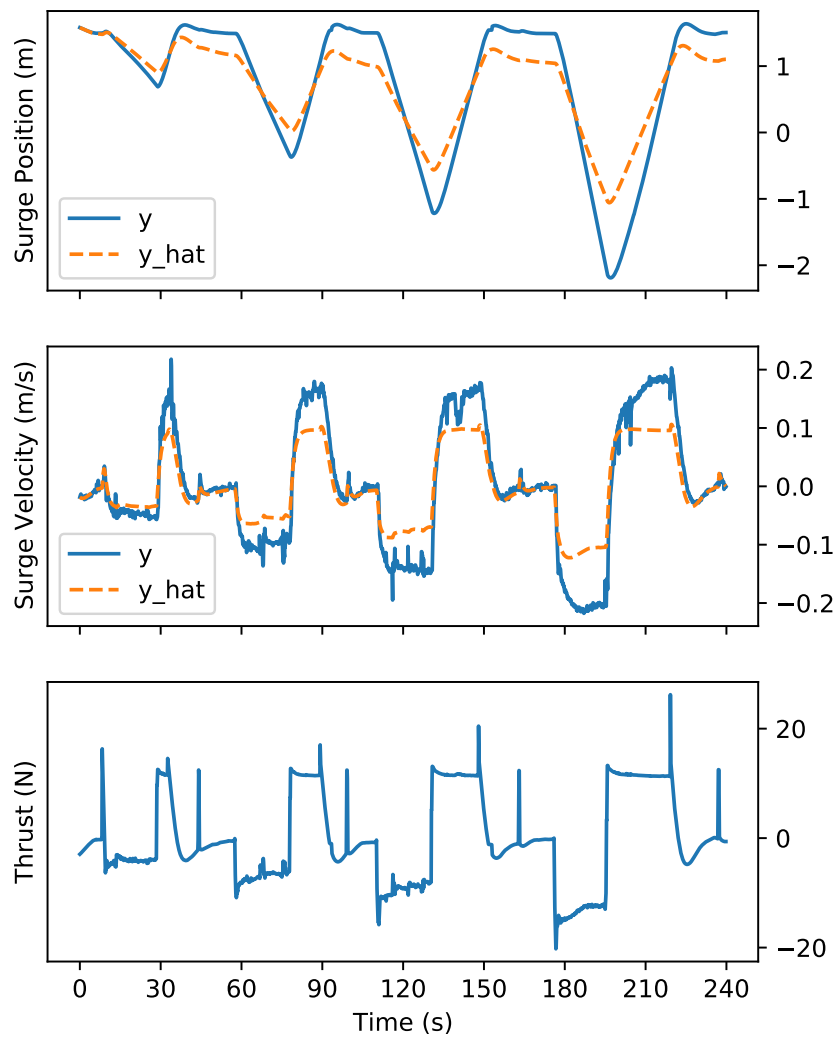 Surge Position (m)
1
0
−1
−2
y
y_hat
Surge Velocity (m/s)
0.2
0.1
0.0
−0.1
−0.2
y
y_hat
Thrust (N)
20
0
−20
0 30 60 90 120 150 180 210 240
Time (s)